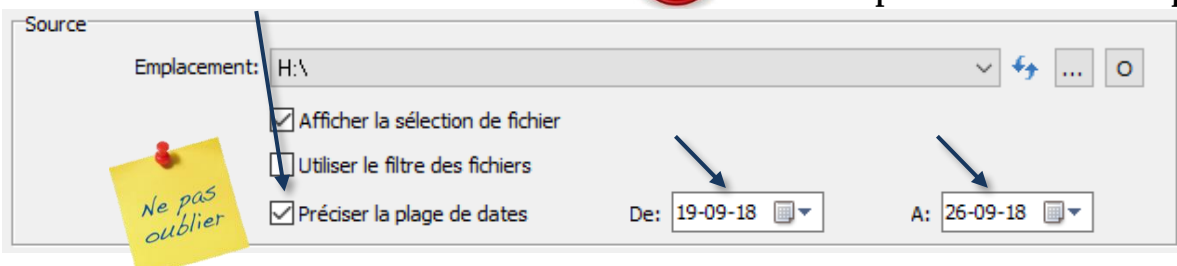 Source
Emplacement: H:\ ... O
Afficher la sélection de fichier
Utiliser le filtre des fichiers
Ne pas
oublier
Préciser la plage de dates De: 19-09-18 A: 26-09-18